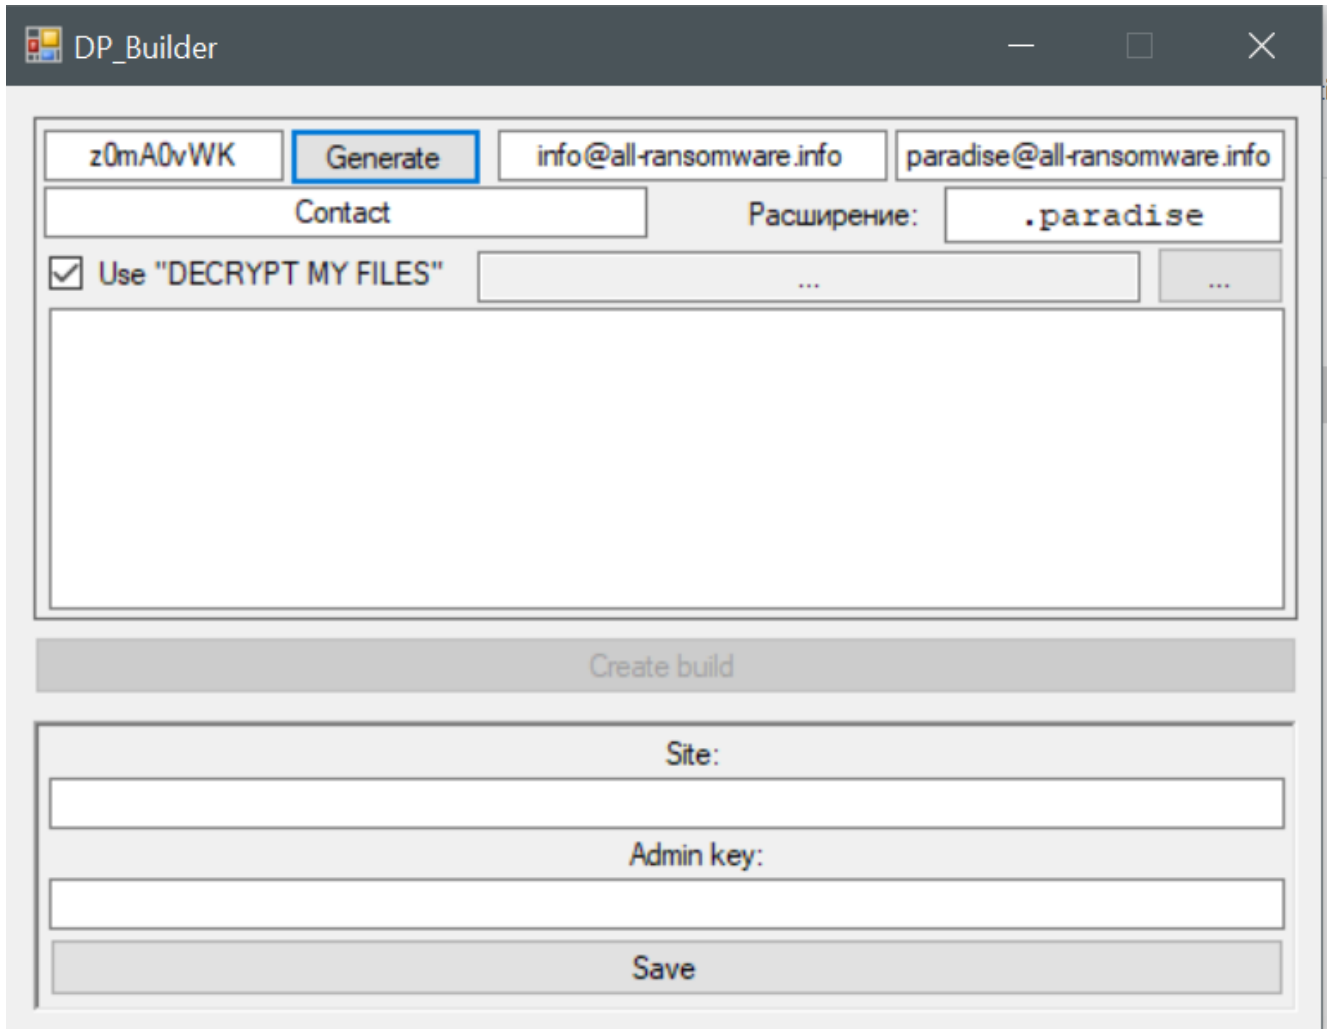 DP_Builder
z0mA0vWK Generate info@all-ransomware.info paradise@all-ransomware.info
Contact Расширение: .paradise
Use "DECRYPT MY FILES" ... ...
Create build
Site:
Admin key:
Save